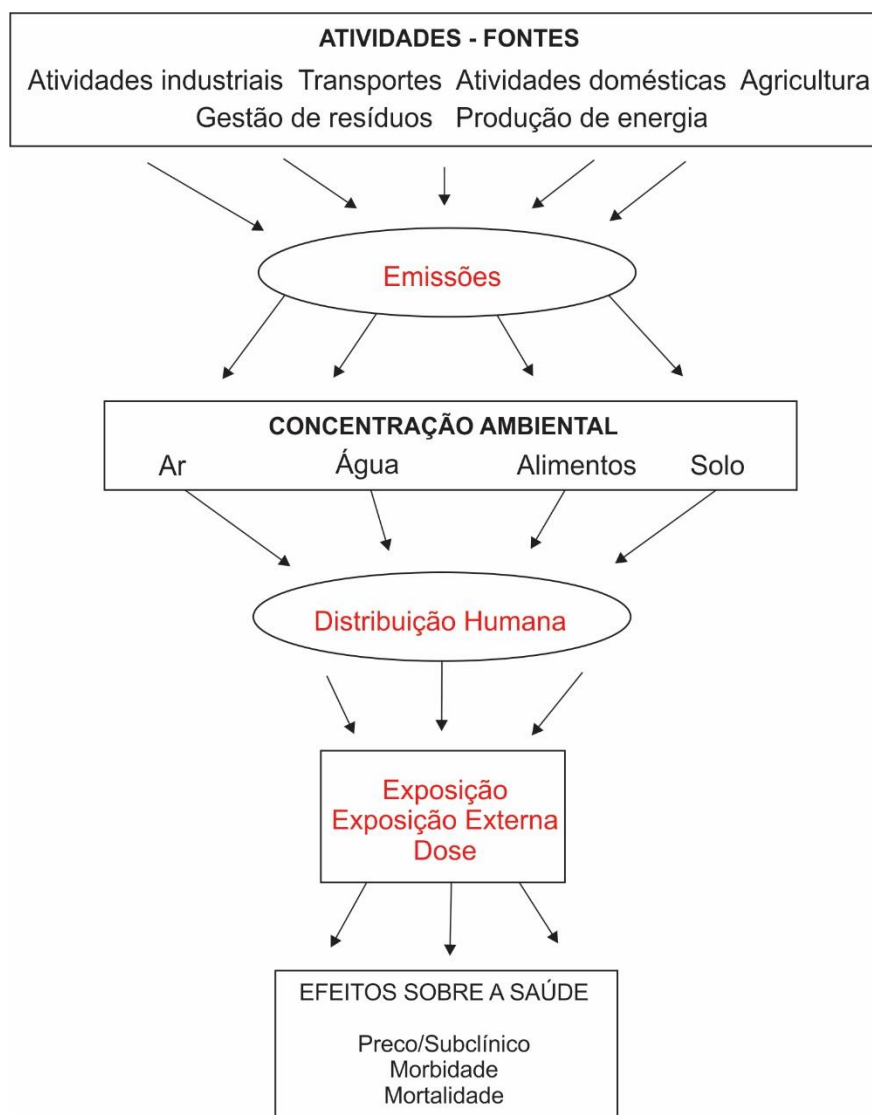 ATIVIDADES - FONTES
Atividades industriais Transportes Atividades domésticas Agricultura
Gestão de resíduos Produção de energia
Emissões
CONCENTRAÇÃO AMBIENTAL
Ar Água Alimentos Solo
Distribuição Humana
Exposição
Exposição Externa
Dose
EFEITOS SOBRE A SAÚDE
Preco/Subclínico
Morbidade
Mortalidade